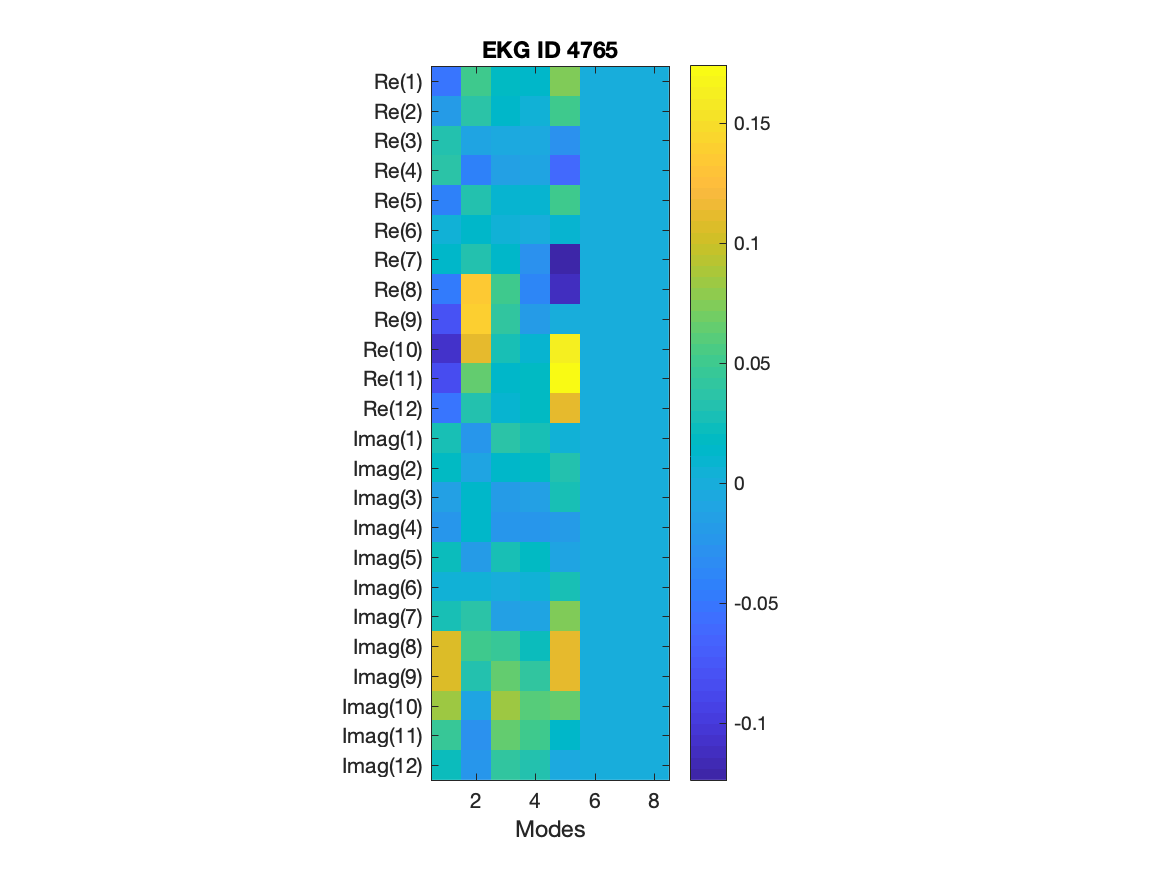 EKG ID 4765
Re(1)
Re(2)
Re(3)
Re(4)
Re(5)
Re(6)
Re(7)
Re(8)
Re(9)
Re(10)
Re(11)
Re(12)
Imag(1)
Imag(2)
Imag(3)
Imag(4)
Imag(5)
Imag(6)
Imag(7)
Imag(8)
Imag(9)
Imag(10)
Imag(11)
Imag(12)
2 4 6 8
Modes
0.15
0.1
0.05
0
-0.05
-0.1